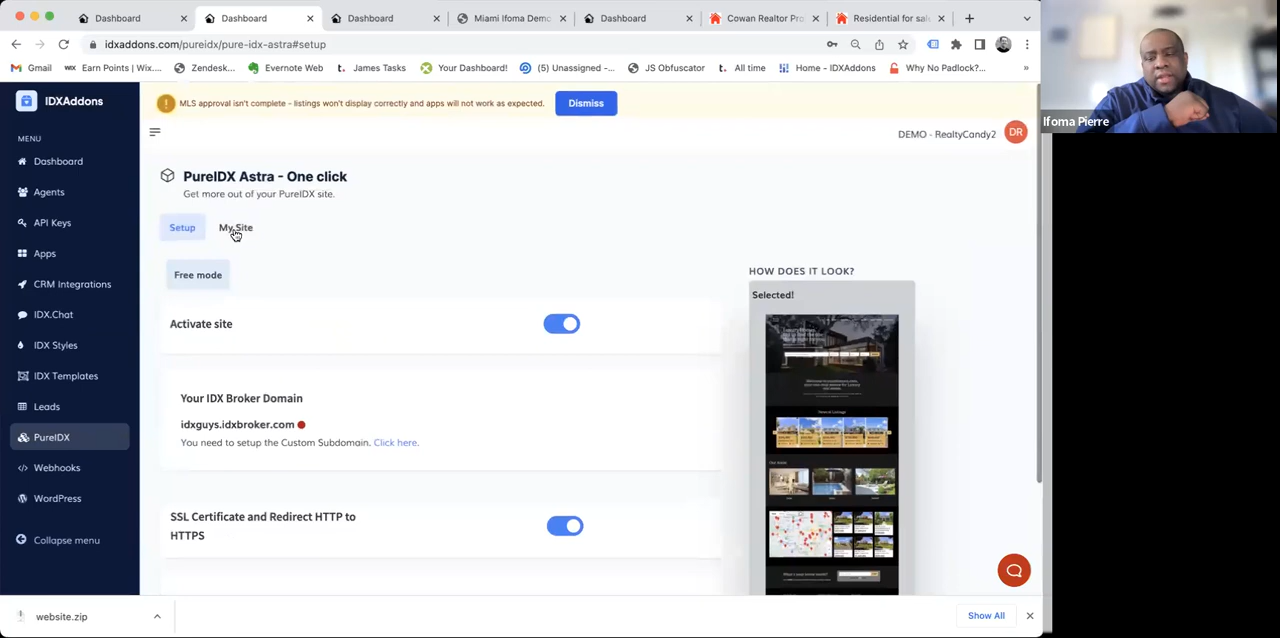 Dashboard
Dashboard
Dashboard
Miami Ifoma Demo
Dashboard
Cowan Realtor Pro
Residential for sale
idxaddons.com/pureidx/pure-idx-astra#setup
Gmail
WIX Earn Points | Wix....
Zendesk...
Evernote Web
t. James Tasks
Your Dashboard!
(5) Unassigned -...
JS Obfuscator
t. All time
Home - IDXAddons
Why No Padlock?...
»
IDXAddons
MLS approval isn't complete - listings won't display correctly and apps will not work as expected.
Dismiss
Ifoma Pierre
MENU
DEMO - RealtyCandy2
DR
Dashboard
Agents
API Keys
Apps
CRM Integrations
IDX.Chat
IDX Styles
IDX Templates
Leads
PureIDX
Webhooks
WordPress
Collapse menu
PureIDX Astra - One click
Get more out of your PureIDX site.
Setup
My Site
Free mode
Activate site
Your IDX Broker Domain
idxguys.idxbroker.com
You need to setup the Custom Subdomain. Click here.
SSL Certificate and Redirect HTTP to
HTTPS
HOW DOES IT LOOK?
Selected!
website.zip
Show All